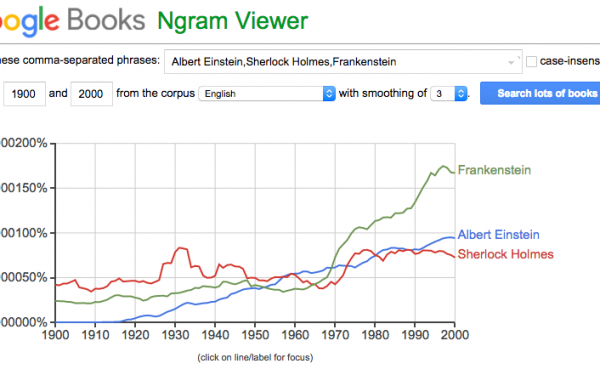 oogle Books Ngram Viewer
nese comma-separated phrases: Albert Einstein,Sherlock Holmes,Frankenstein case-insens
1900 and 2000 from the corpus English with smoothing of 3 . Search lots of books
000200%
000150%
000100%
000050%
000000%
Frankenstein
Albert Einstein
Sherlock Holmes
1900 1910 1920 1930 1940 1950 1960 1970 1980 1990 2000
(click on line/label for focus)